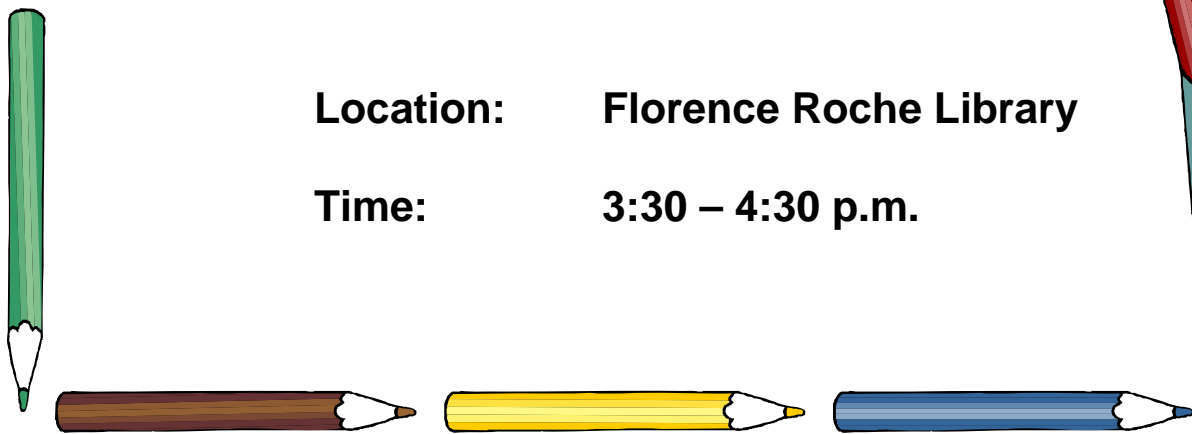 Location: Florence Roche Library
Time: 3:30 – 4:30 p.m.